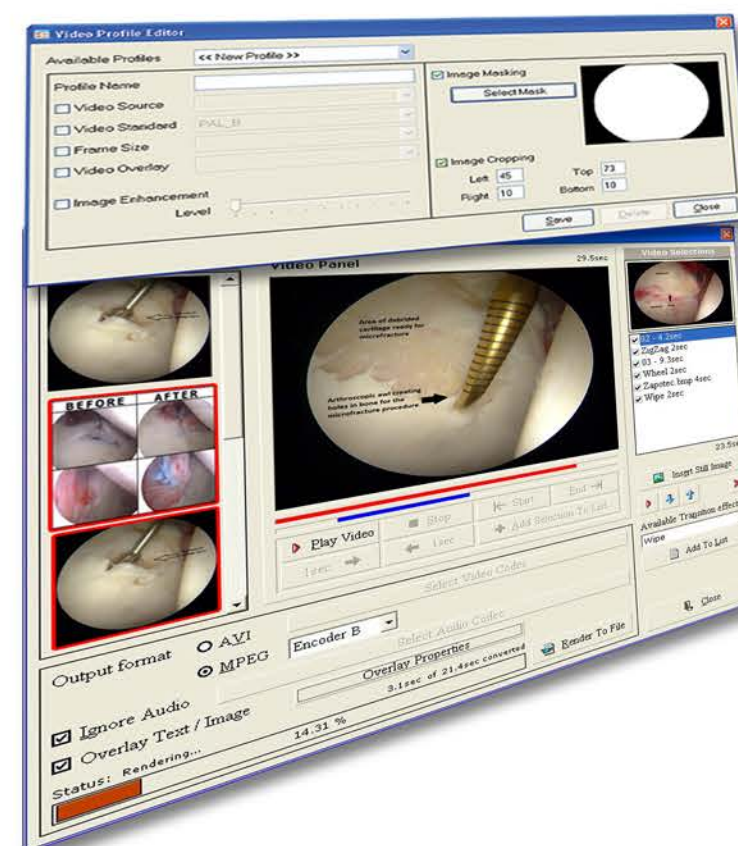 Video Profile Editor
Available Profiles
<< New Profile >>
Profile Name
Video Source
Video Standard
PAL_B
Frame Size
Video Overlay
Image Enhancement
Level
Image Masking
Select Mask
Image Cropping
Left 45 Top 73
Right 10 Bottom 10
Save Delete Close
Video Panel
29.5sec
Area of debrided
cartilage ready for
microfracture
Arthroscopic awl creating
holes in bone for the
microfracture procedure
BEFORE AFTER
Video Selections
02 - 4.2sec
ZigZag 2sec
03 - 9.3sec
Wheel 2sec
Zapotec bmp 4sec
Wipe 2sec
23.5sec
Insert Still Image
Available Transition effect
Wipe
Add To List
Close
Play Video
Stop
Start
End
1sec
1sec
Add Selection To List
Output format
AVI
MPEG
Encoder B
Select Video Codec
Select Audio Codec
Overlay Properties
3.1sec of 21.4sec converted
Render To File
Ignore Audio
Overlay Text / Image
Status: Rendering...
14.31 %